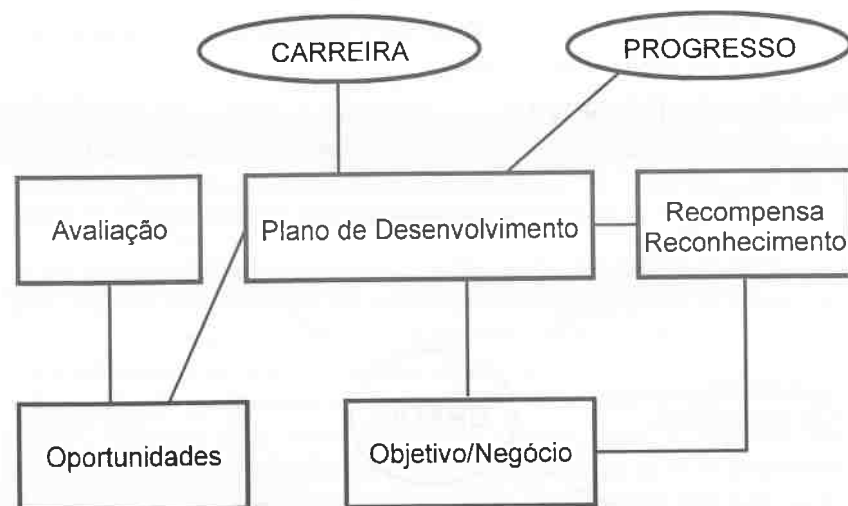 CARREIRA
PROGRESSO
Avaliação
Plano de Desenvolvimento
Recompensa
Reconhecimento
Oportunidades
Objetivo/Negócio